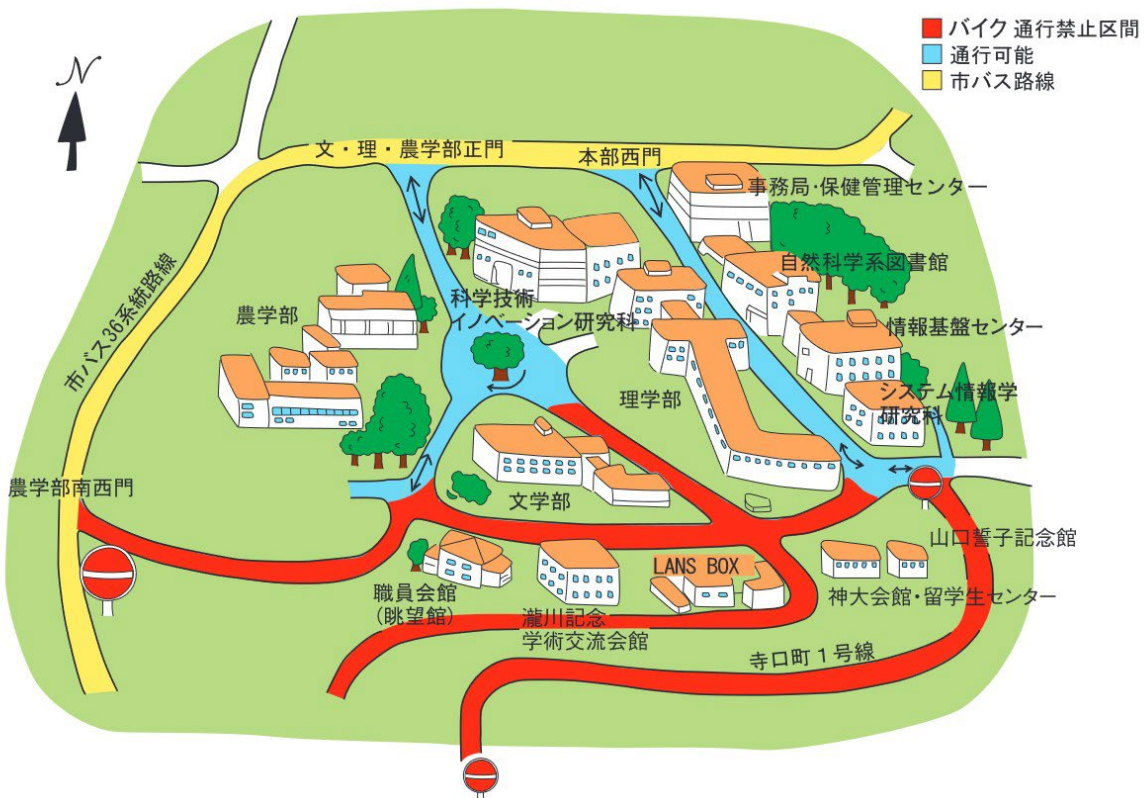 バイク 通行禁止区間
通行可能
市バス路線
N
文・理・農学部正門
本部西門
事務局・保健管理センター
自然科学系図書館
科学技術
イノベーション研究科
農学部
情報基盤センター
市バス36系統路線
理学部
システム情報学
研究科
農学部南西門
文学部
山口誓子記念館
LANS BOX
職員会館
(眺望館)
瀧川記念
学術交流会館
神大会館・留学生センター
寺口町1号線